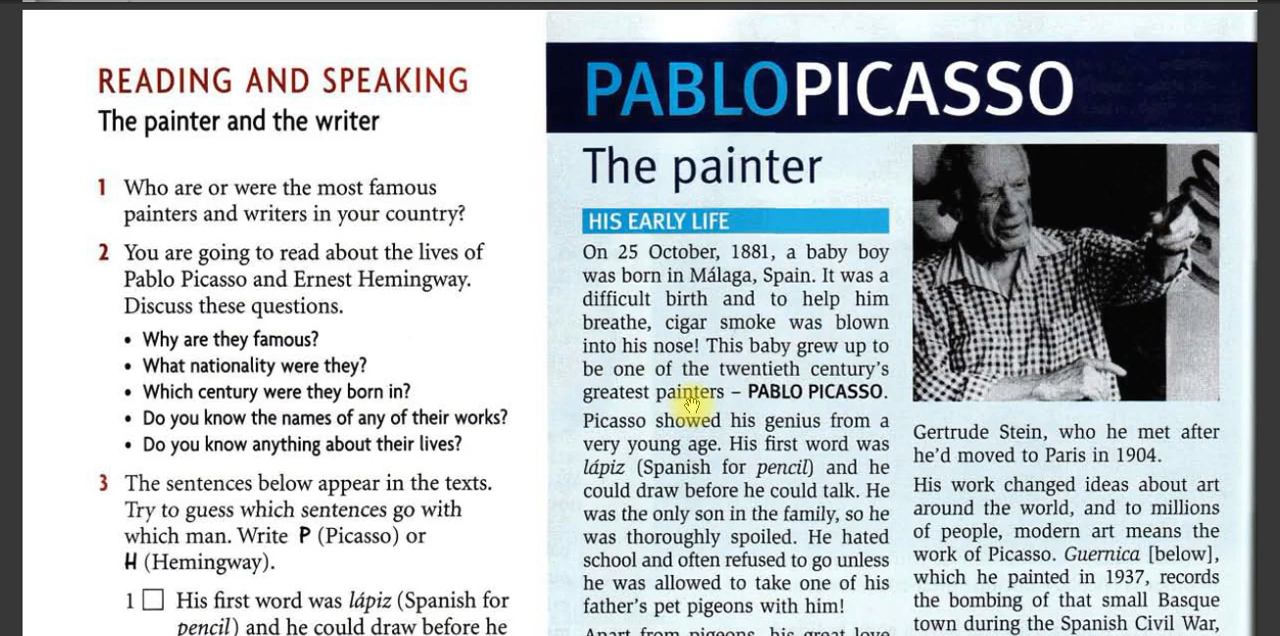 READING AND SPEAKING
The painter and the writer
1 Who are or were the most famous
painters and writers in your country?
2 You are going to read about the lives of
Pablo Picasso and Ernest Hemingway.
Discuss these questions.
• Why are they famous?
• What nationality were they?
• Which century were they born in?
• Do you know the names of any of their works?
• Do you know anything about their lives?
3 The sentences below appear in the texts.
Try to guess which sentences go with
which man. Write P (Picasso) or
H (Hemingway).
1 □ His first word was lápiz (Spanish for
pencil) and he could draw before he
PABLOPICASSO
The painter
HIS EARLY LIFE
On 25 October, 1881, a baby boy
was born in Málaga, Spain. It was a
difficult birth and to help him
breathe, cigar smoke was blown
into his nose! This baby grew up to
be one of the twentieth century's
greatest painters – PABLO PICASSO.
Picasso showed his genius from a
very young age. His first word was
lápiz (Spanish for pencil) and he
could draw before he could talk. He
was the only son in the family, so he
was thoroughly spoiled. He hated
school and often refused to go unless
he was allowed to take one of his
father's pet pigeons with him!
Apart from pigeons, his great love
Gertrude Stein, who he met after
he'd moved to Paris in 1904.
His work changed ideas about art
around the world, and to millions
of people, modern art means the
work of Picasso. Guernica [below],
which he painted in 1937, records
the bombing of that small Basque
town during the Spanish Civil War,